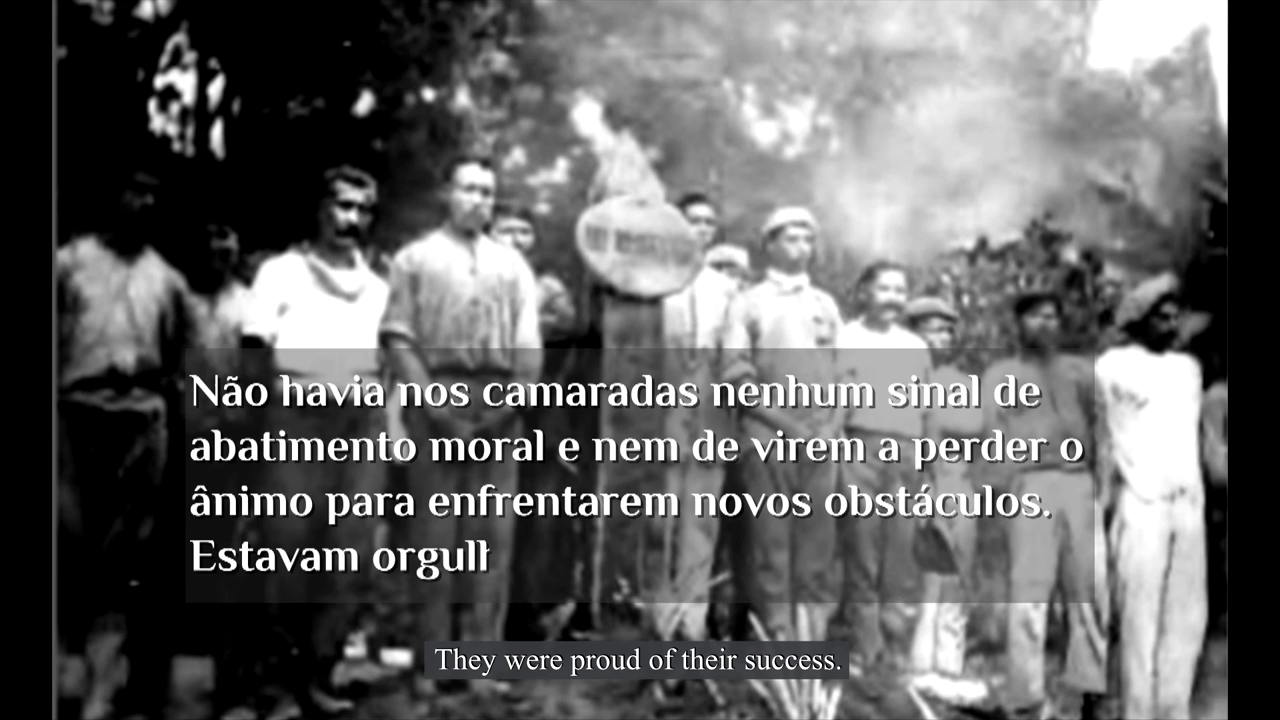 Não havia nos camaradas nenhum sinal de
abatimento moral e nem de virem a perder o
ânimo para enfrentarem novos obstáculos.
Estavam orgull
They were proud of their success.